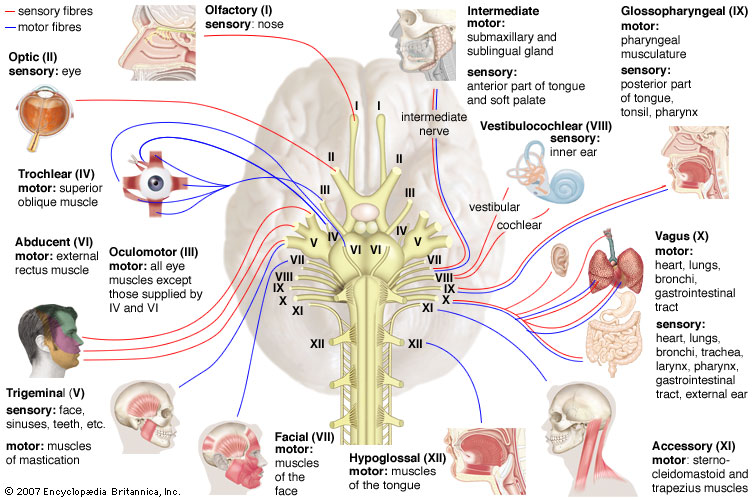 — sensory fibres
— motor fibres
Olfactory (I)
sensory: nose
Optic (II)
sensory: eye
Trochlear (IV)
motor: superior
oblique muscle
Abducent (VI)
motor: external
rectus muscle
Oculomotor (III)
motor: all eye
muscles except
those supplied by
IV and VI
Trigeminal (V)
sensory: face,
sinuses, teeth, etc.
motor: muscles
of mastication
Facial (VII)
motor:
muscles
of the
face
Hypoglossal (XII)
motor: muscles
of the tongue
Intermediate
motor:
submaxillary and
sublingual gland
sensory:
anterior part of tongue
and soft palate
intermediate
nerve
Glossopharyngeal (IX)
motor:
pharyngeal
musculature
sensory:
posterior part
of tongue,
tonsil, pharynx
Vestibulocochlear (VIII)
sensory:
inner ear
vestibular
cochlear
Vagus (X)
motor:
heart, lungs,
bronchi,
gastrointestinal
tract
sensory:
heart, lungs,
bronchi, trachea,
larynx, pharynx,
gastrointestinal
tract, external ear
Accessory (XI)
motor: sterno-
cleidomastoid and
trapezius muscles
I I
II II
III III
IV IV
V VI VI V
VII VII
VIII VIII
IX IX
X X
XI XI
XII XII
© 2007 Encyclopædia Britannica, Inc.